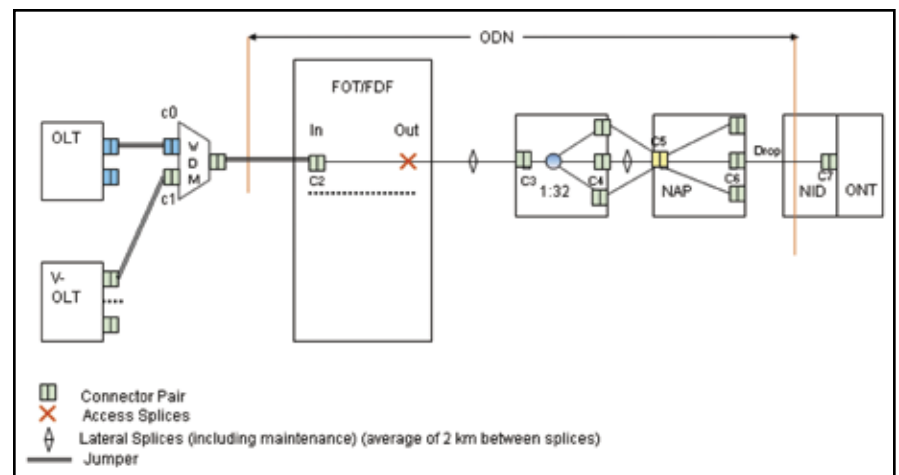 ODN
FOT/FDF
c0
OLT
In
Out
W
D
M
C5
Drop
C2
C3
C4
C6
C7
c1
1:32
NAP
NID
ONT
V-
OLT
....
Connector Pair
Access Splices
Lateral Splices (including maintenance) (average of 2 km between splices)
Jumper